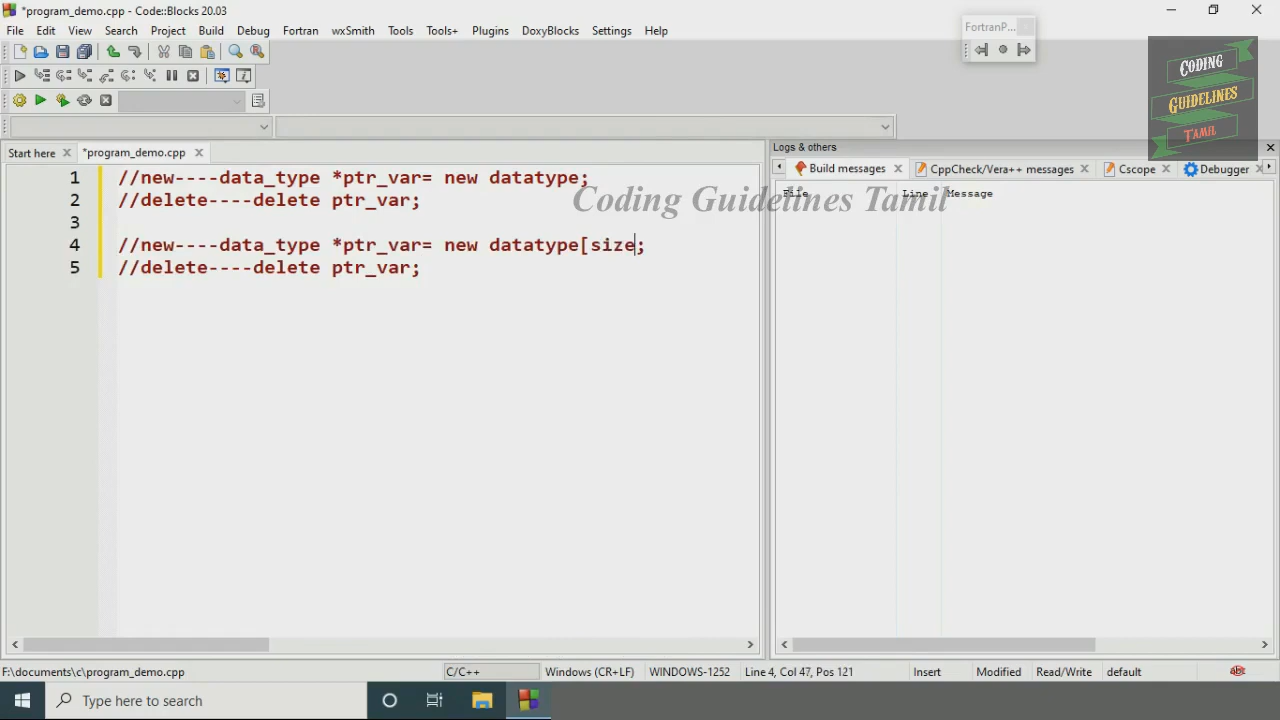 *program_demo.cpp - Code::Blocks 20.03
File Edit View Search Project Build Debug Fortran wxSmith Tools Tools+ Plugins DoxyBlocks Settings Help
FortranP...
CODING
GUIDELINES
TAMIL
Start here *program_demo.cpp
Logs & others
Build messages CppCheck/Vera++ messages Cscope Debugger
File Line Message
Coding Guidelines Tamil
1 //new----data_type *ptr_var= new datatype;
2 //delete----delete ptr_var;
3
4 //new----data_type *ptr_var= new datatype[size;
5 //delete----delete ptr_var;
F:\documents\c\program_demo.cpp C/C++ Windows (CR+LF) WINDOWS-1252 Line 4, Col 47, Pos 121 Insert Modified Read/Write default
Type here to search